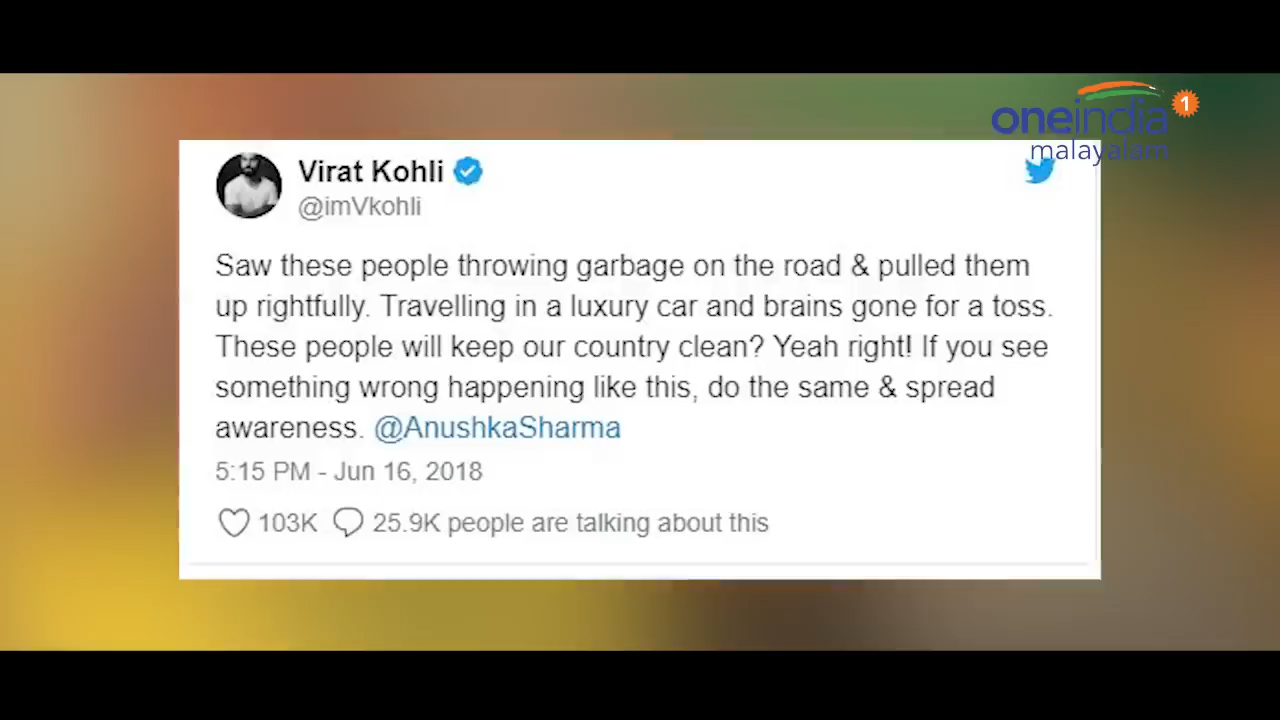 oneindia 1
malayalam
Virat Kohli
@imVkohli
Saw these people throwing garbage on the road & pulled them
up rightfully. Travelling in a luxury car and brains gone for a toss.
These people will keep our country clean? Yeah right! If you see
something wrong happening like this, do the same & spread
awareness. @AnushkaSharma
5:15 PM - Jun 16, 2018
103K 25.9K people are talking about this